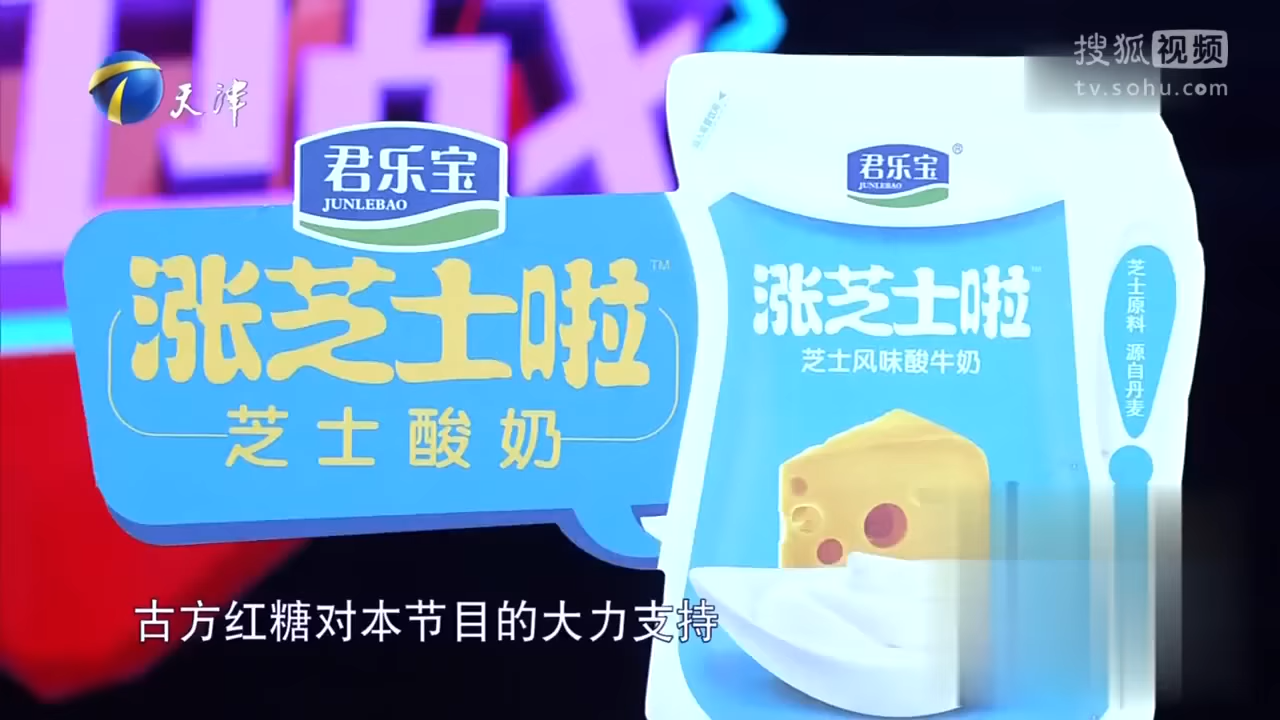 天津
搜狐视频
tv.sohu.com
君乐宝
JUNLEBAO
涨芝士啦
TM
芝士酸奶
君乐宝
®
JUNLEBAO
涨芝士啦
芝士风味酸牛奶
芝士原料 源自丹麦
古方红糖对本节目的大力支持